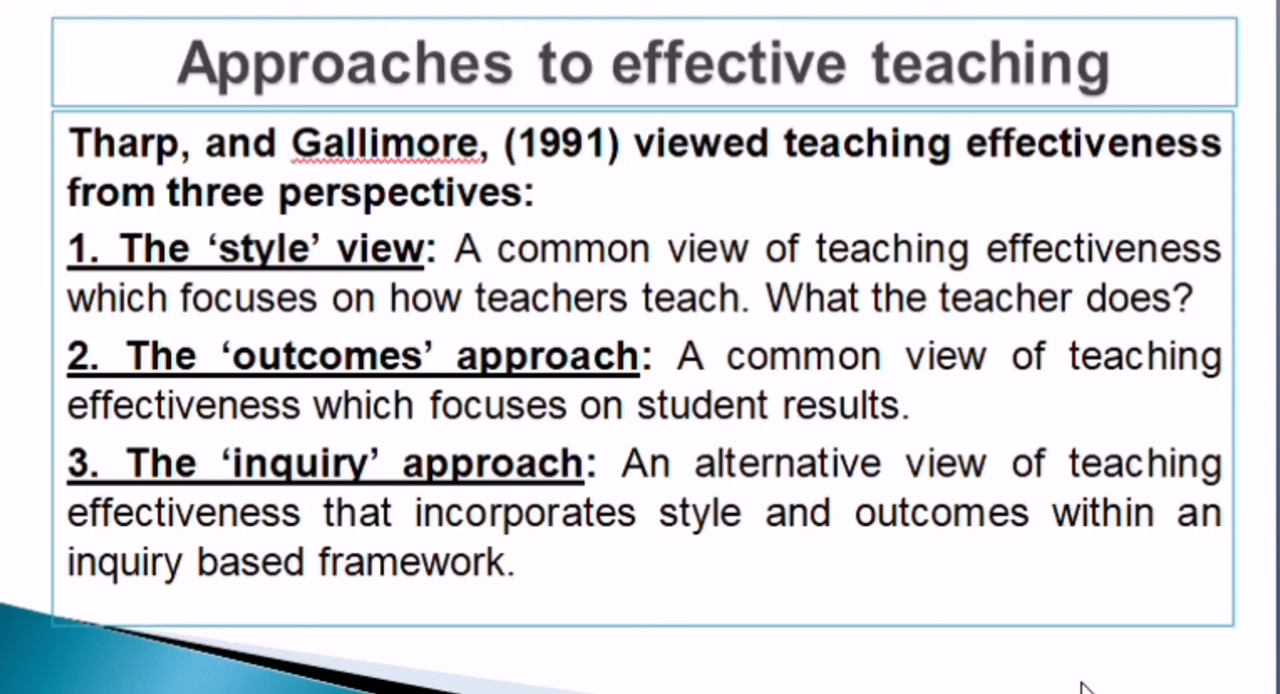 Approaches to effective teaching
Tharp, and Gallimore, (1991) viewed teaching effectiveness
from three perspectives:
1. The ‘style’ view: A common view of teaching effectiveness
which focuses on how teachers teach. What the teacher does?
2. The ‘outcomes’ approach: A common view of teaching
effectiveness which focuses on student results.
3. The ‘inquiry’ approach: An alternative view of teaching
effectiveness that incorporates style and outcomes within an
inquiry based framework.